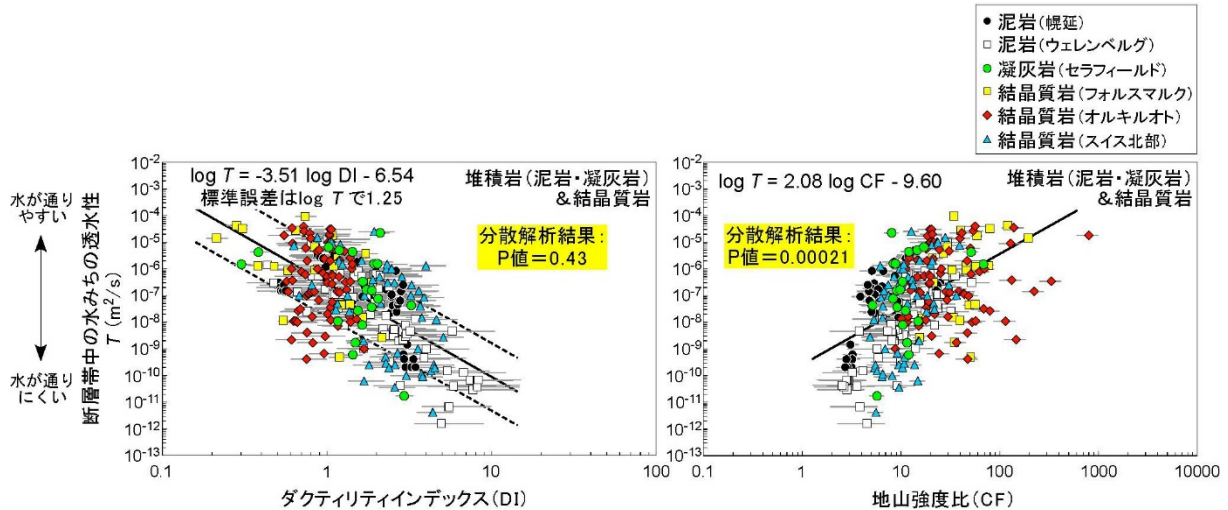 泥岩(幌延)
泥岩(ウェレンベルグ)
凝灰岩(セラフィールド)
結晶質岩(フォルスマルク)
結晶質岩(オルキルオト)
結晶質岩(スイス北部)
水が通り
やすい
水が通り
にくい
断層帯中の水みちの透水性
T (m²/s)
10⁻²
10⁻³
10⁻⁴
10⁻⁵
10⁻⁶
10⁻⁷
10⁻⁸
10⁻⁹
10⁻¹⁰
10⁻¹¹
10⁻¹²
10⁻¹³
log T = -3.51 log DI - 6.54
標準誤差はlog T で1.25
堆積岩(泥岩・凝灰岩)
&結晶質岩
分散解析結果:
P値=0.43
0.1
1
10
100
ダクティリティインデックス(DI)
10⁻²
10⁻³
10⁻⁴
10⁻⁵
10⁻⁶
10⁻⁷
10⁻⁸
10⁻⁹
10⁻¹⁰
10⁻¹¹
10⁻¹²
10⁻¹³
log T = 2.08 log CF - 9.60
堆積岩(泥岩・凝灰岩)
&結晶質岩
分散解析結果:
P値=0.00021
0.1
1
10
100
1000
10000
地山強度比(CF)